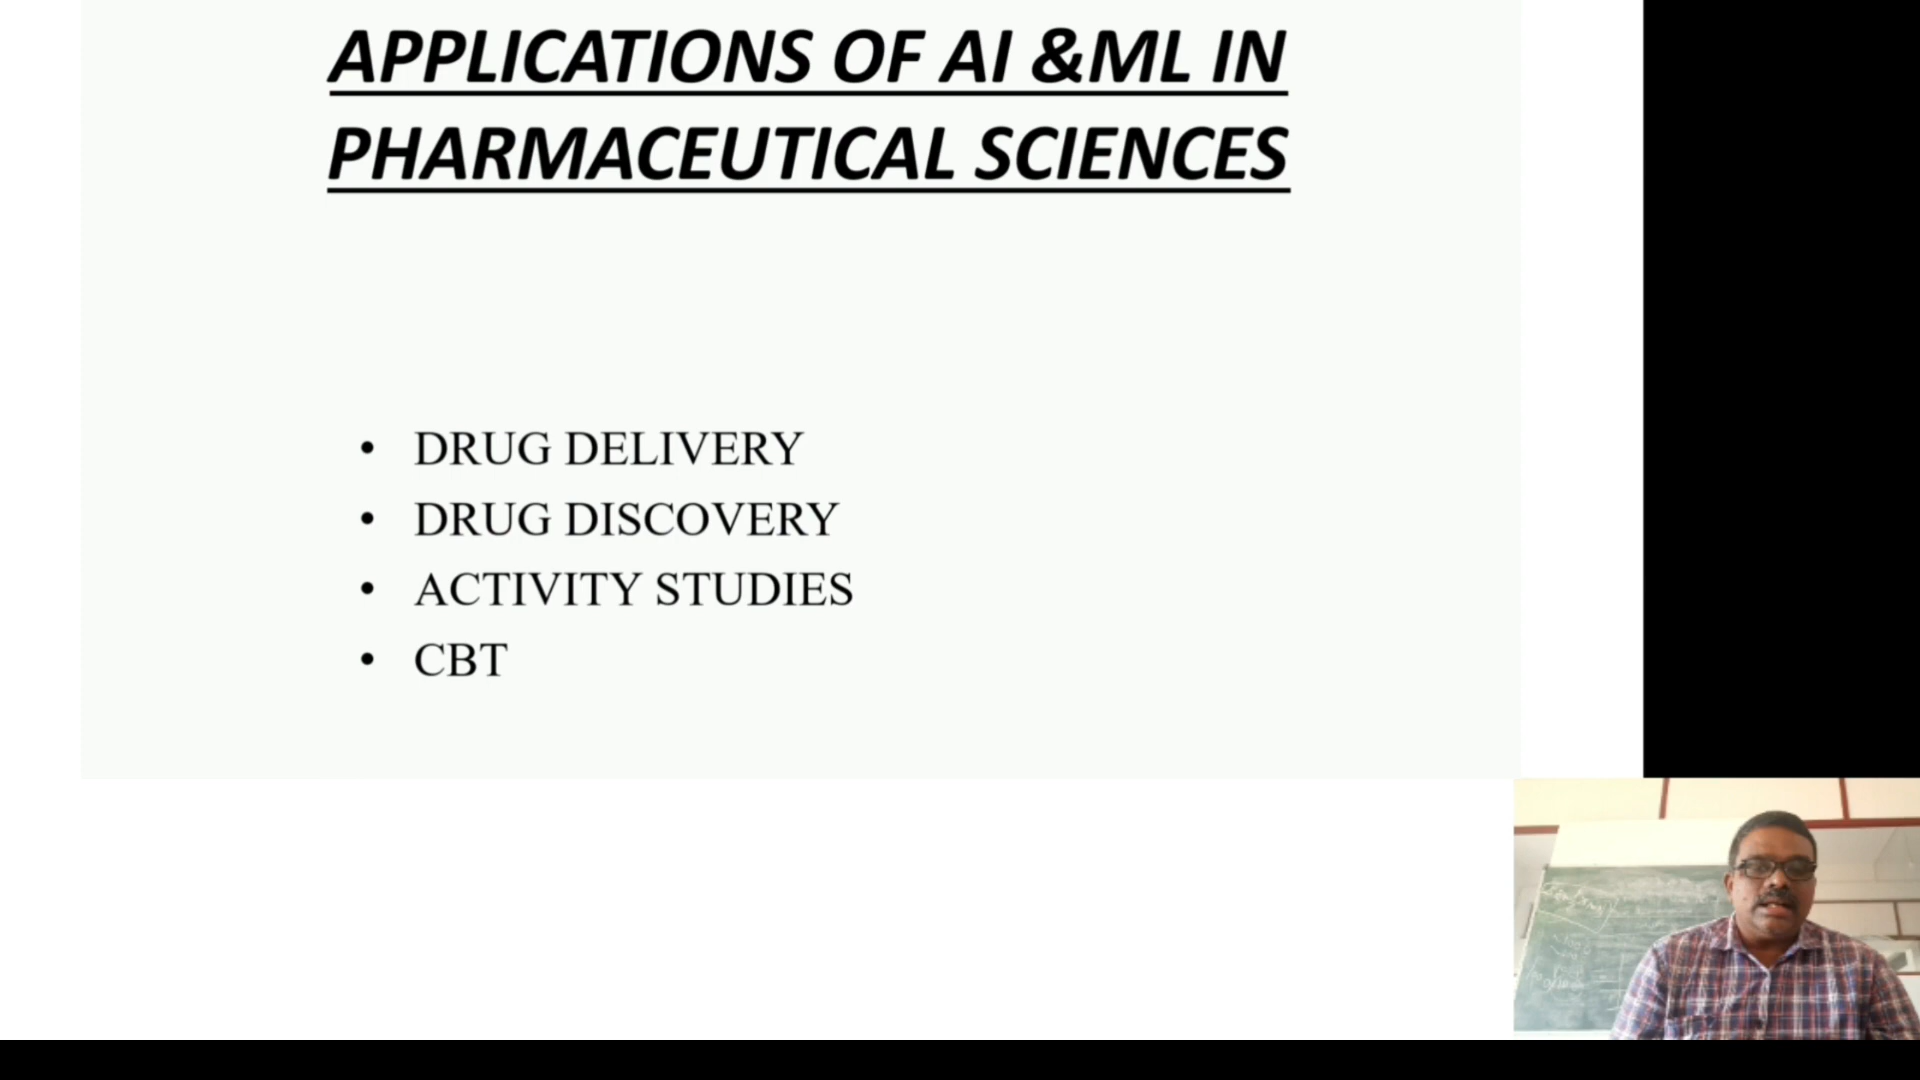 APPLICATIONS OF AI &ML IN
PHARMACEUTICAL SCIENCES
• DRUG DELIVERY
• DRUG DISCOVERY
• ACTIVITY STUDIES
• CBT